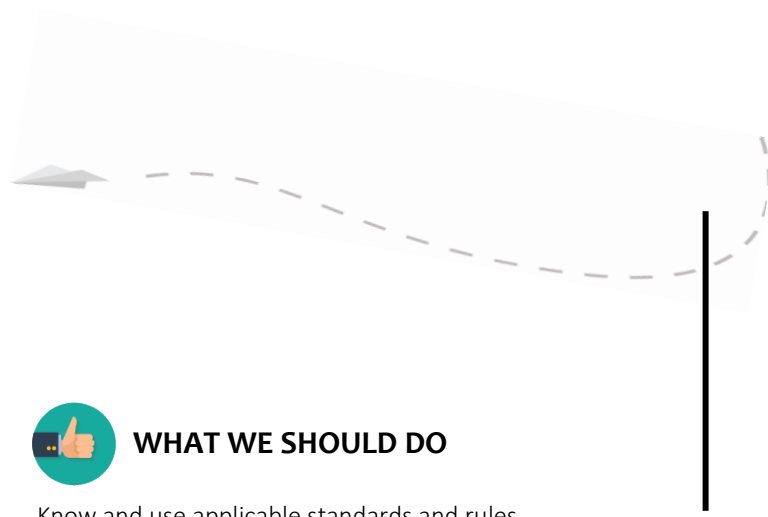 WHAT WE SHOULD DO
Know and use applicable standards and rules